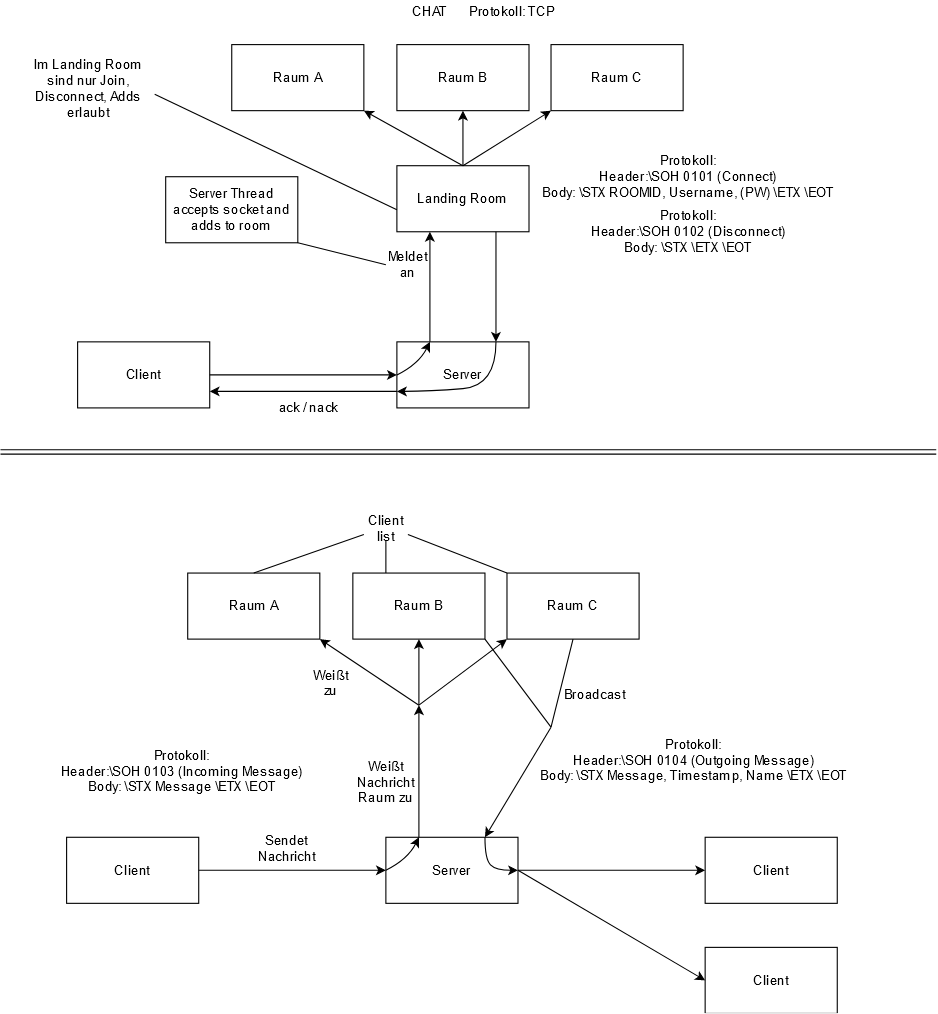 CHAT Protokoll: TCP
Im Landing Room
sind nur Join,
Disconnect, Adds
erlaubt
Raum A
Raum B
Raum C
Server Thread
accepts socket and
adds to room
Landing Room
Protokoll:
Header:\SOH 0101 (Connect)
Body: \STX ROOMID, Username, (PW) \ETX \EOT
Protokoll:
Header:\SOH 0102 (Disconnect)
Body: \STX \ETX \EOT
Meldet
an
Client
Server
ack / nack
Client
list
Raum A
Raum B
Raum C
Weißt
zu
Broadcast
Protokoll:
Header:\SOH 0103 (Incoming Message)
Body: \STX Message \ETX \EOT
Weißt
Nachricht
Raum zu
Protokoll:
Header:\SOH 0104 (Outgoing Message)
Body: \STX Message, Timestamp, Name \ETX \EOT
Client
Sendet
Nachricht
Server
Client
Client